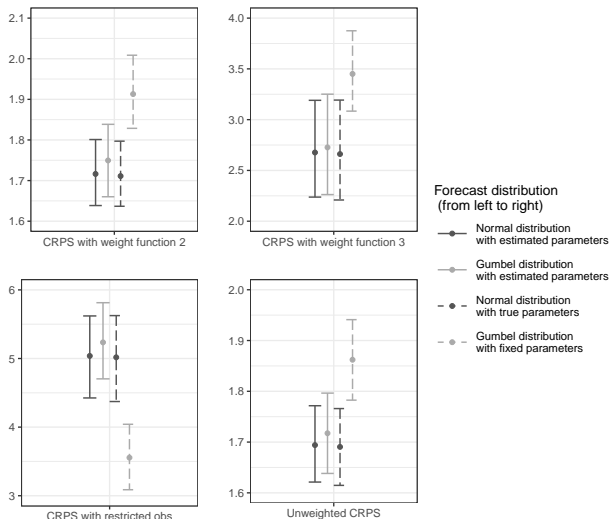 2.1
2.0
1.9
1.8
1.7
1.6
CRPS with weight function 2
4.0
3.5
3.0
2.5
2.0
CRPS with weight function 3
6
5
4
3
CRPS with restricted obs
2.0
1.9
1.8
1.7
1.6
Unweighted CRPS
Forecast distribution
(from left to right)
Normal distribution
with estimated parameters
Gumbel distribution
with estimated parameters
Normal distribution
with true parameters
Gumbel distribution
with fixed parameters